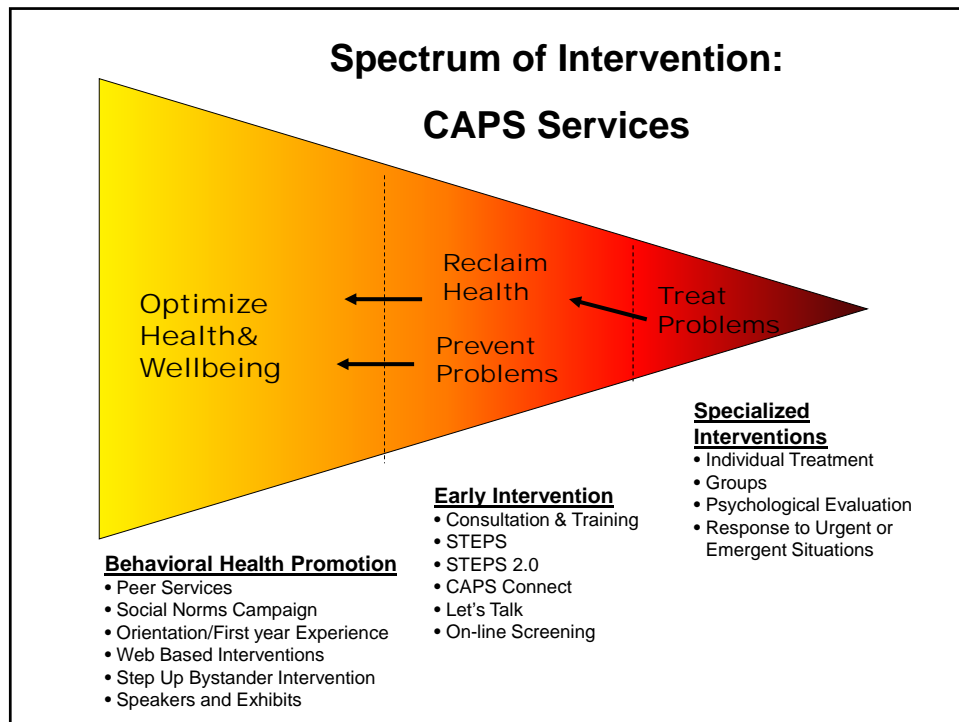 Spectrum of Intervention:
CAPS Services
Optimize
Health&
Wellbeing
Reclaim
Health
Prevent
Problems
Treat
Problems
Behavioral Health Promotion
• Peer Services
• Social Norms Campaign
• Orientation/First year Experience
• Web Based Interventions
• Step Up Bystander Intervention
• Speakers and Exhibits
Early Intervention
• Consultation & Training
• STEPS
• STEPS 2.0
• CAPS Connect
• Let's Talk
• On-line Screening
Specialized
Interventions
• Individual Treatment
• Groups
• Psychological Evaluation
• Response to Urgent or
Emergent Situations